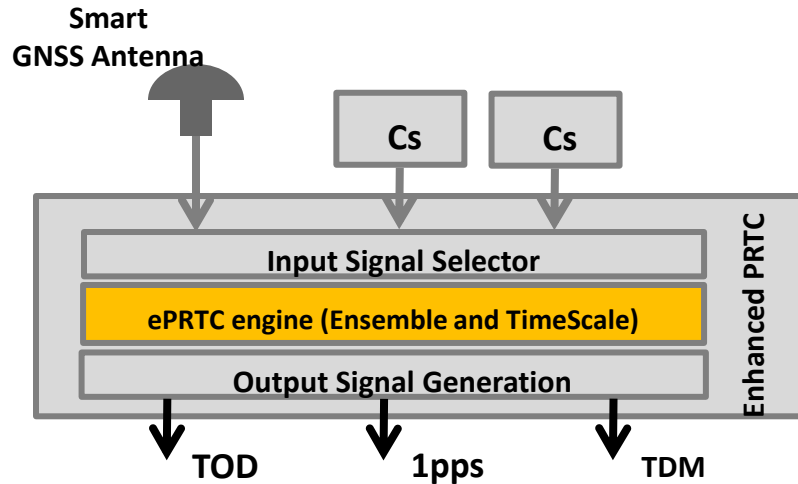 Smart
GNSS Antenna
Cs
Cs
Input Signal Selector
ePRTC engine (Ensemble and TimeScale)
Output Signal Generation
Enhanced PRTC
TOD
1pps
TDM